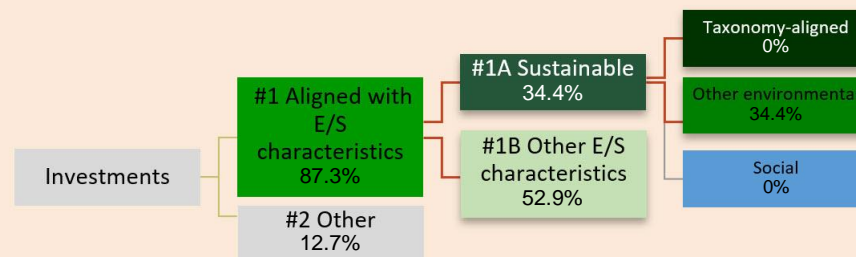 Investments
#1 Aligned with
E/S
characteristics
87.3%
#2 Other
12.7%
#1A Sustainable
34.4%
#1B Other E/S
characteristics
52.9%
Taxonomy-aligned
0%
Other environmenta
34.4%
Social
0%